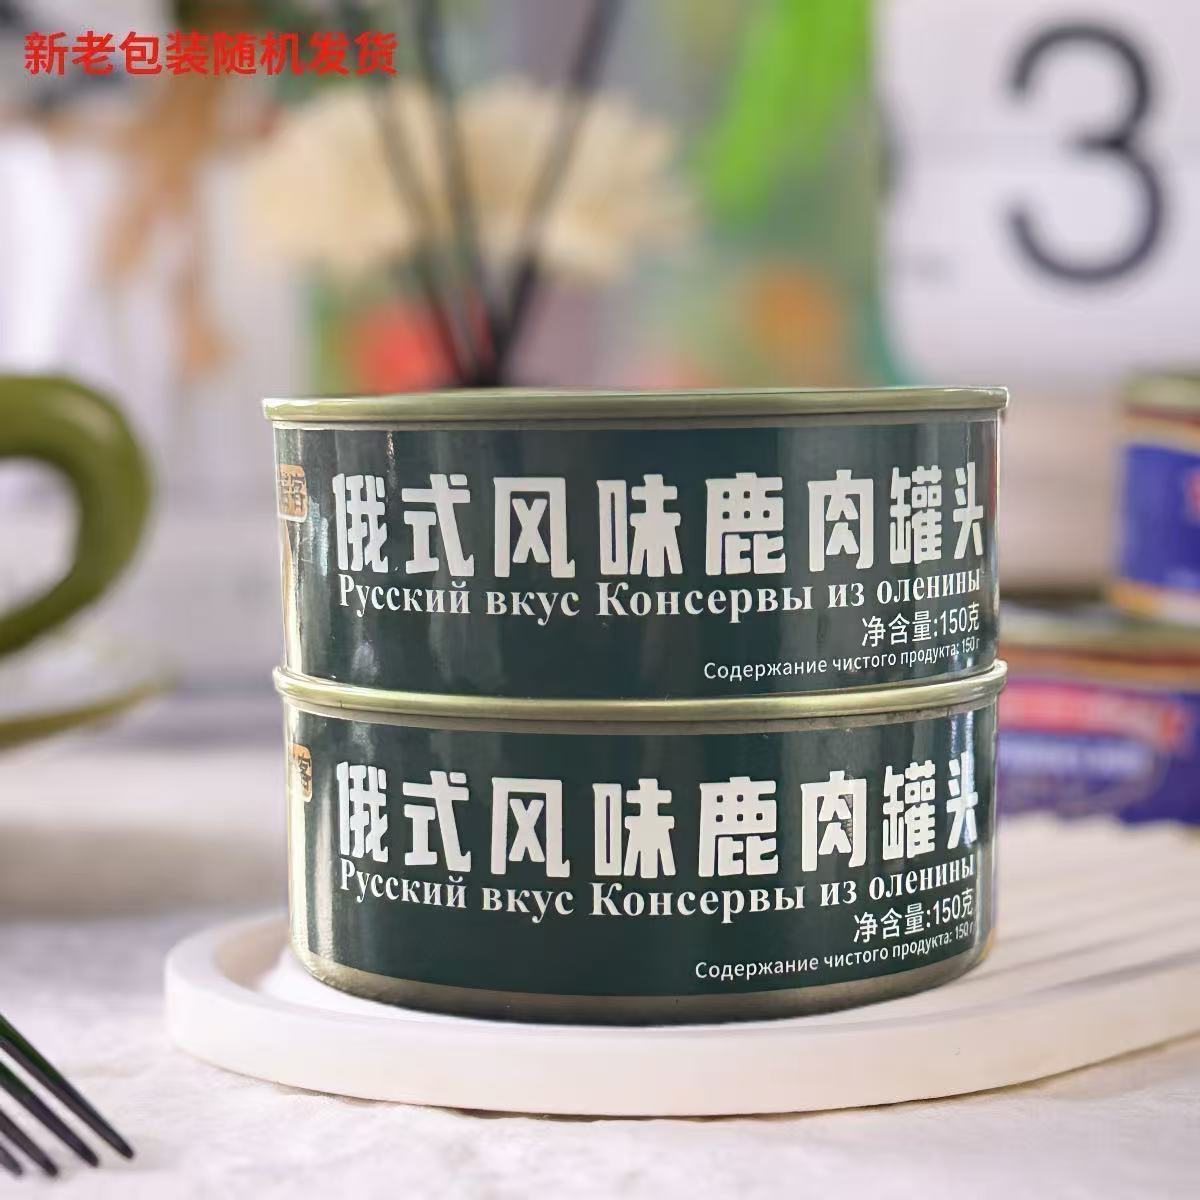 新老包装随机发货
3
俄式风味鹿肉罐头
Русский вкус Консервы из оленины
净含量:150克
Содержание чистого продукта: 150 г
俄式风味鹿肉罐头
Русский вкус Консервы из оленины
净含量:150克
Содержание чистого продукта: 150 г